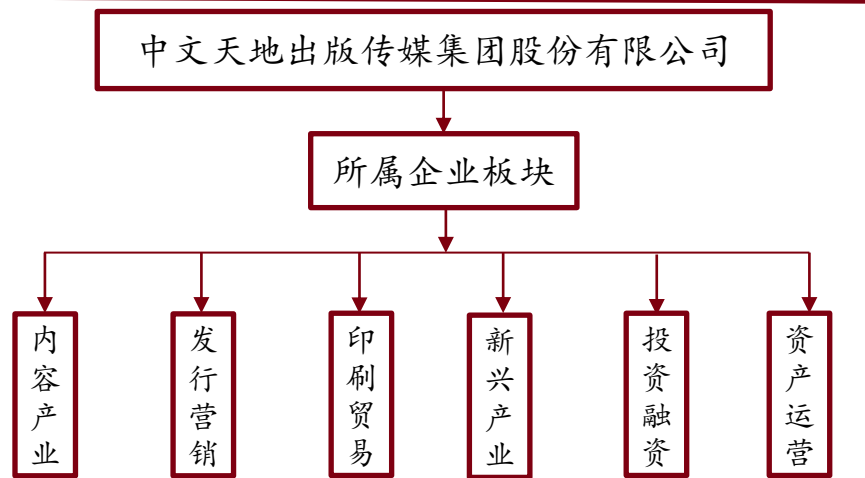 中文天地出版传媒集团股份有限公司
所属企业板块
内容产业
发行营销
印刷贸易
新兴产业
投资融资
资产运营